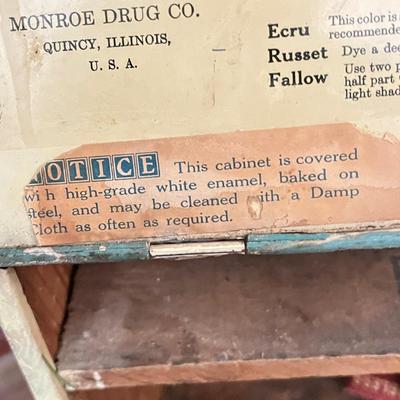 MONROE DRUG CO.
QUINCY, ILLINOIS,
U. S. A.
Ecru This color is
recommende
Russet Dye a dee
Fallow Use two p
half part
light shad
NOTICE This cabinet is covered
wi h high-grade white enamel, baked on
steel, and may be cleaned with a Damp
Cloth as often as required.